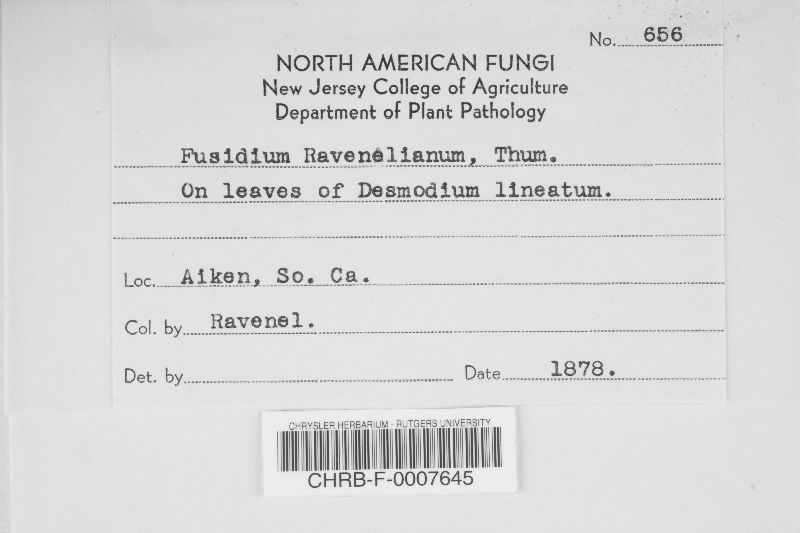 No. 656
NORTH AMERICAN FUNGI
New Jersey College of Agriculture
Department of Plant Pathology
Fusidium Ravenelianum, Thum.
On leaves of Desmodium lineatum.
Loc. Aiken, So. Ca.
Col. by Ravenel.
Det. by Date 1878.
CHRYSLER HERBARIUM - RUTGERS UNIVERSITY
CHRB-F-0007645